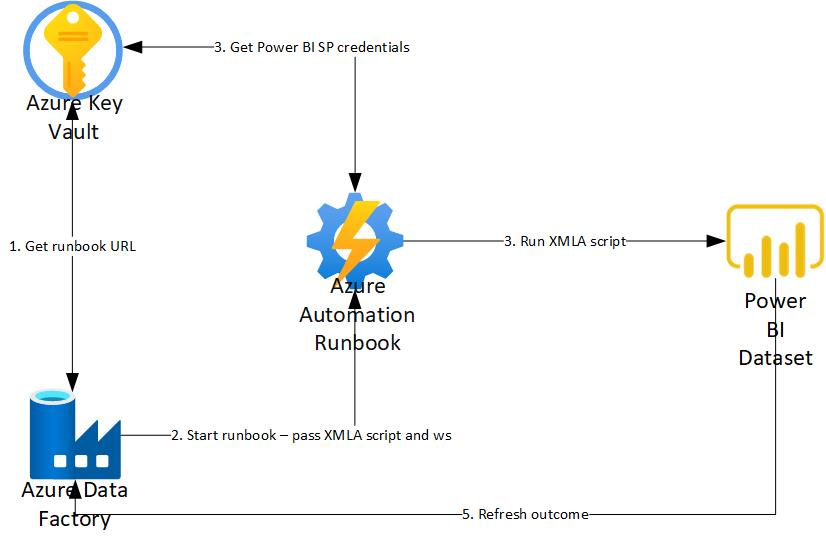 3. Get Power BI SP credentials
Azure Key
Vault
1. Get runbook URL
3. Run XMLA script
Azure
Automation
Runbook
Power
BI
Dataset
2. Start runbook – pass XMLA script and ws
Azure Data
Factory
5. Refresh outcome